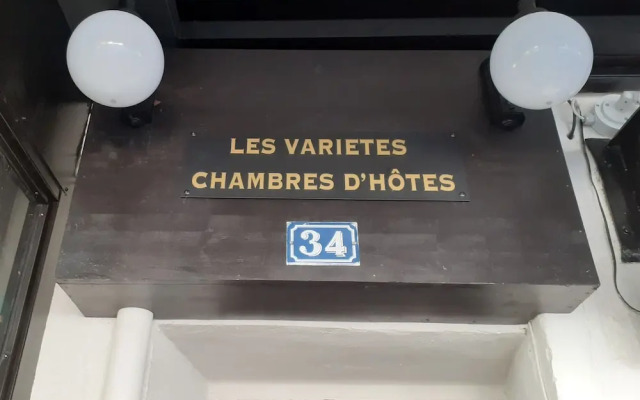 LES VARIETES
CHAMBRES D'HÔTES
34